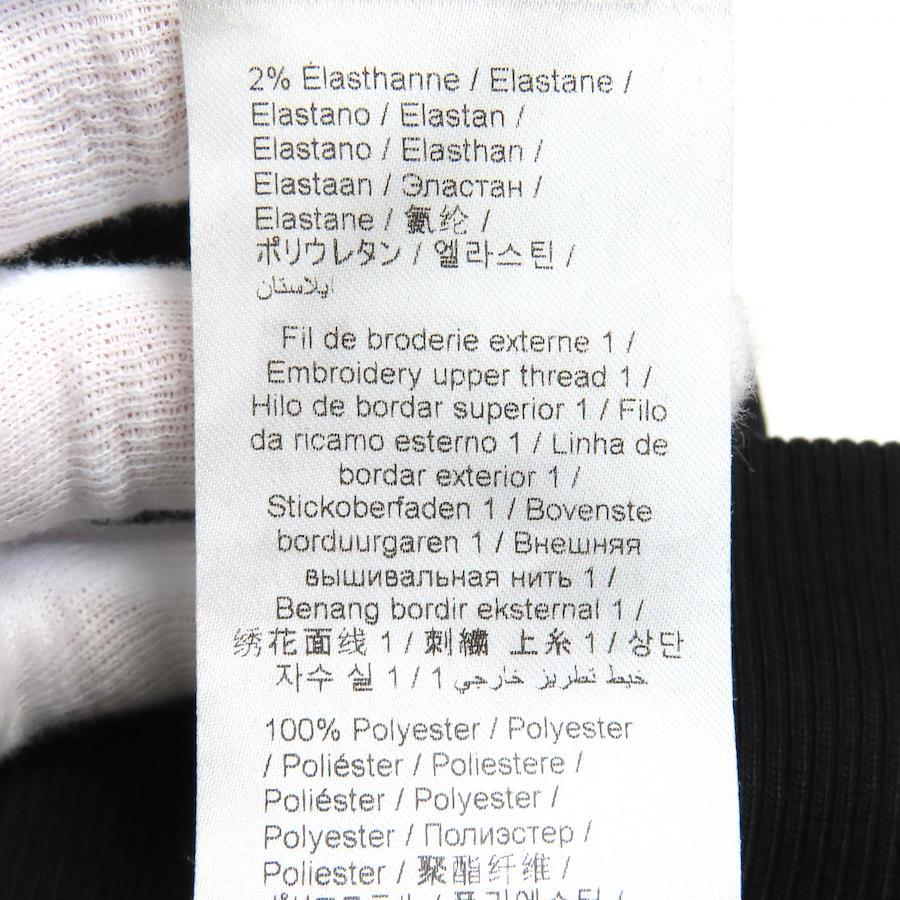 2% Élasthanne / Elastane /
Elastano / Elastan /
Elastano / Elasthan /
Elastaan / Эластан /
Elastane / 氨纶 /
ポリウレタン / 엘라스틴 /
ايلاستان
Fil de broderie externe 1 /
Embroidery upper thread 1 /
Hilo de bordar superior 1 / Filo
da ricamo esterno 1 / Linha de
bordar exterior 1 /
Stickoberfaden 1 / Bovenste
borduurgaren 1 / Внешняя
вышивальная нить 1 /
Benang bordir eksternal 1 /
绣花面线 1 / 刺繍 上糸 1 / 상단
자수 실 1 / خيط تطريز خارجي 1
100% Polyester / Polyester
/ Poliéster / Poliestere /
Poliéster / Polyester /
Polyester / Полиэстер /
Poliester / 聚酯纤维 /